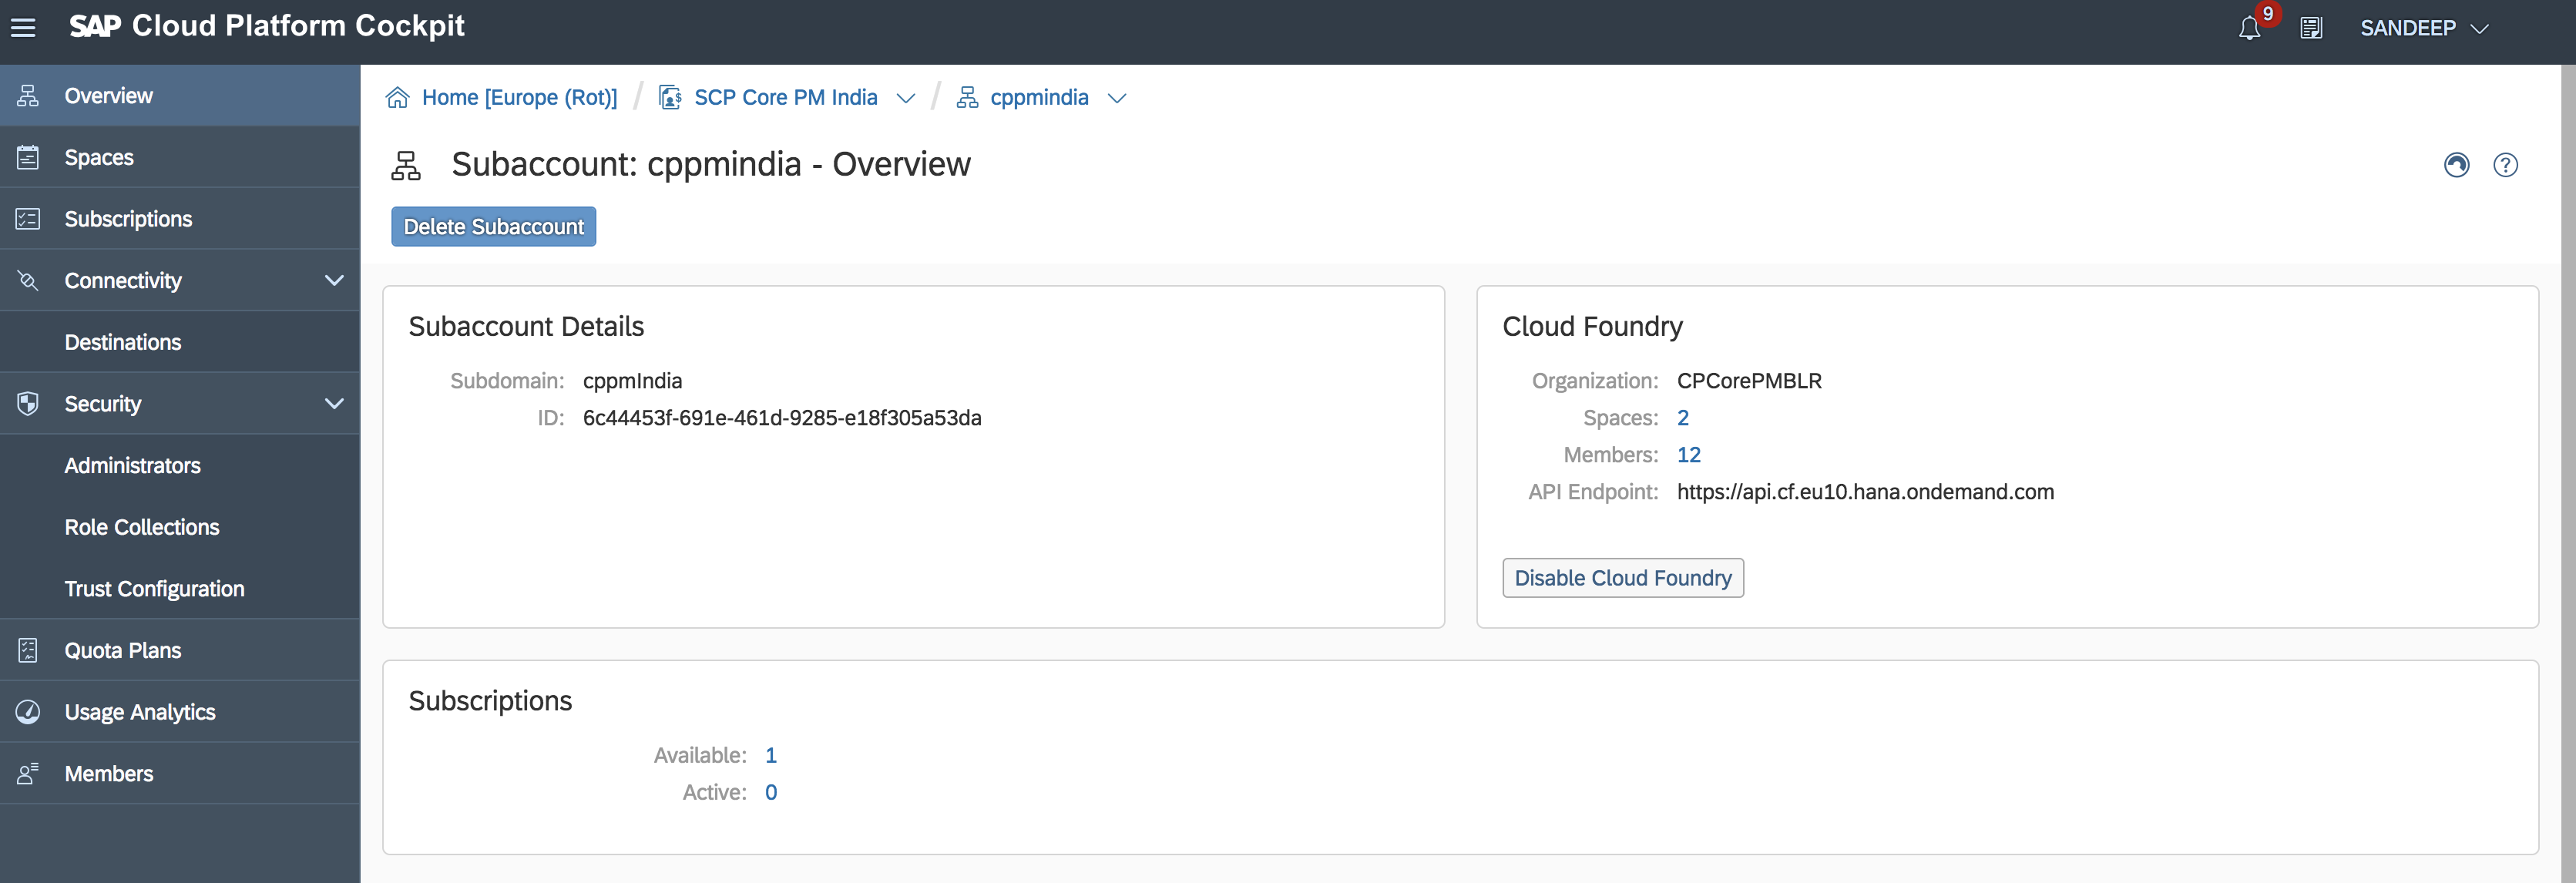 SAP Cloud Platform Cockpit
9
SANDEEP
Overview
Spaces
Subscriptions
Connectivity
Destinations
Security
Administrators
Role Collections
Trust Configuration
Quota Plans
Usage Analytics
Members
Home [Europe (Rot)] / SCP Core PM India / cppmindia
Subaccount: cppmindia - Overview
?
Delete Subaccount
Subaccount Details
Subdomain: cppmIndia
ID: 6c44453f-691e-461d-9285-e18f305a53da
Cloud Foundry
Organization: CPCorePMBLR
Spaces: 2
Members: 12
API Endpoint: https://api.cf.eu10.hana.ondemand.com
Disable Cloud Foundry
Subscriptions
Available: 1
Active: 0